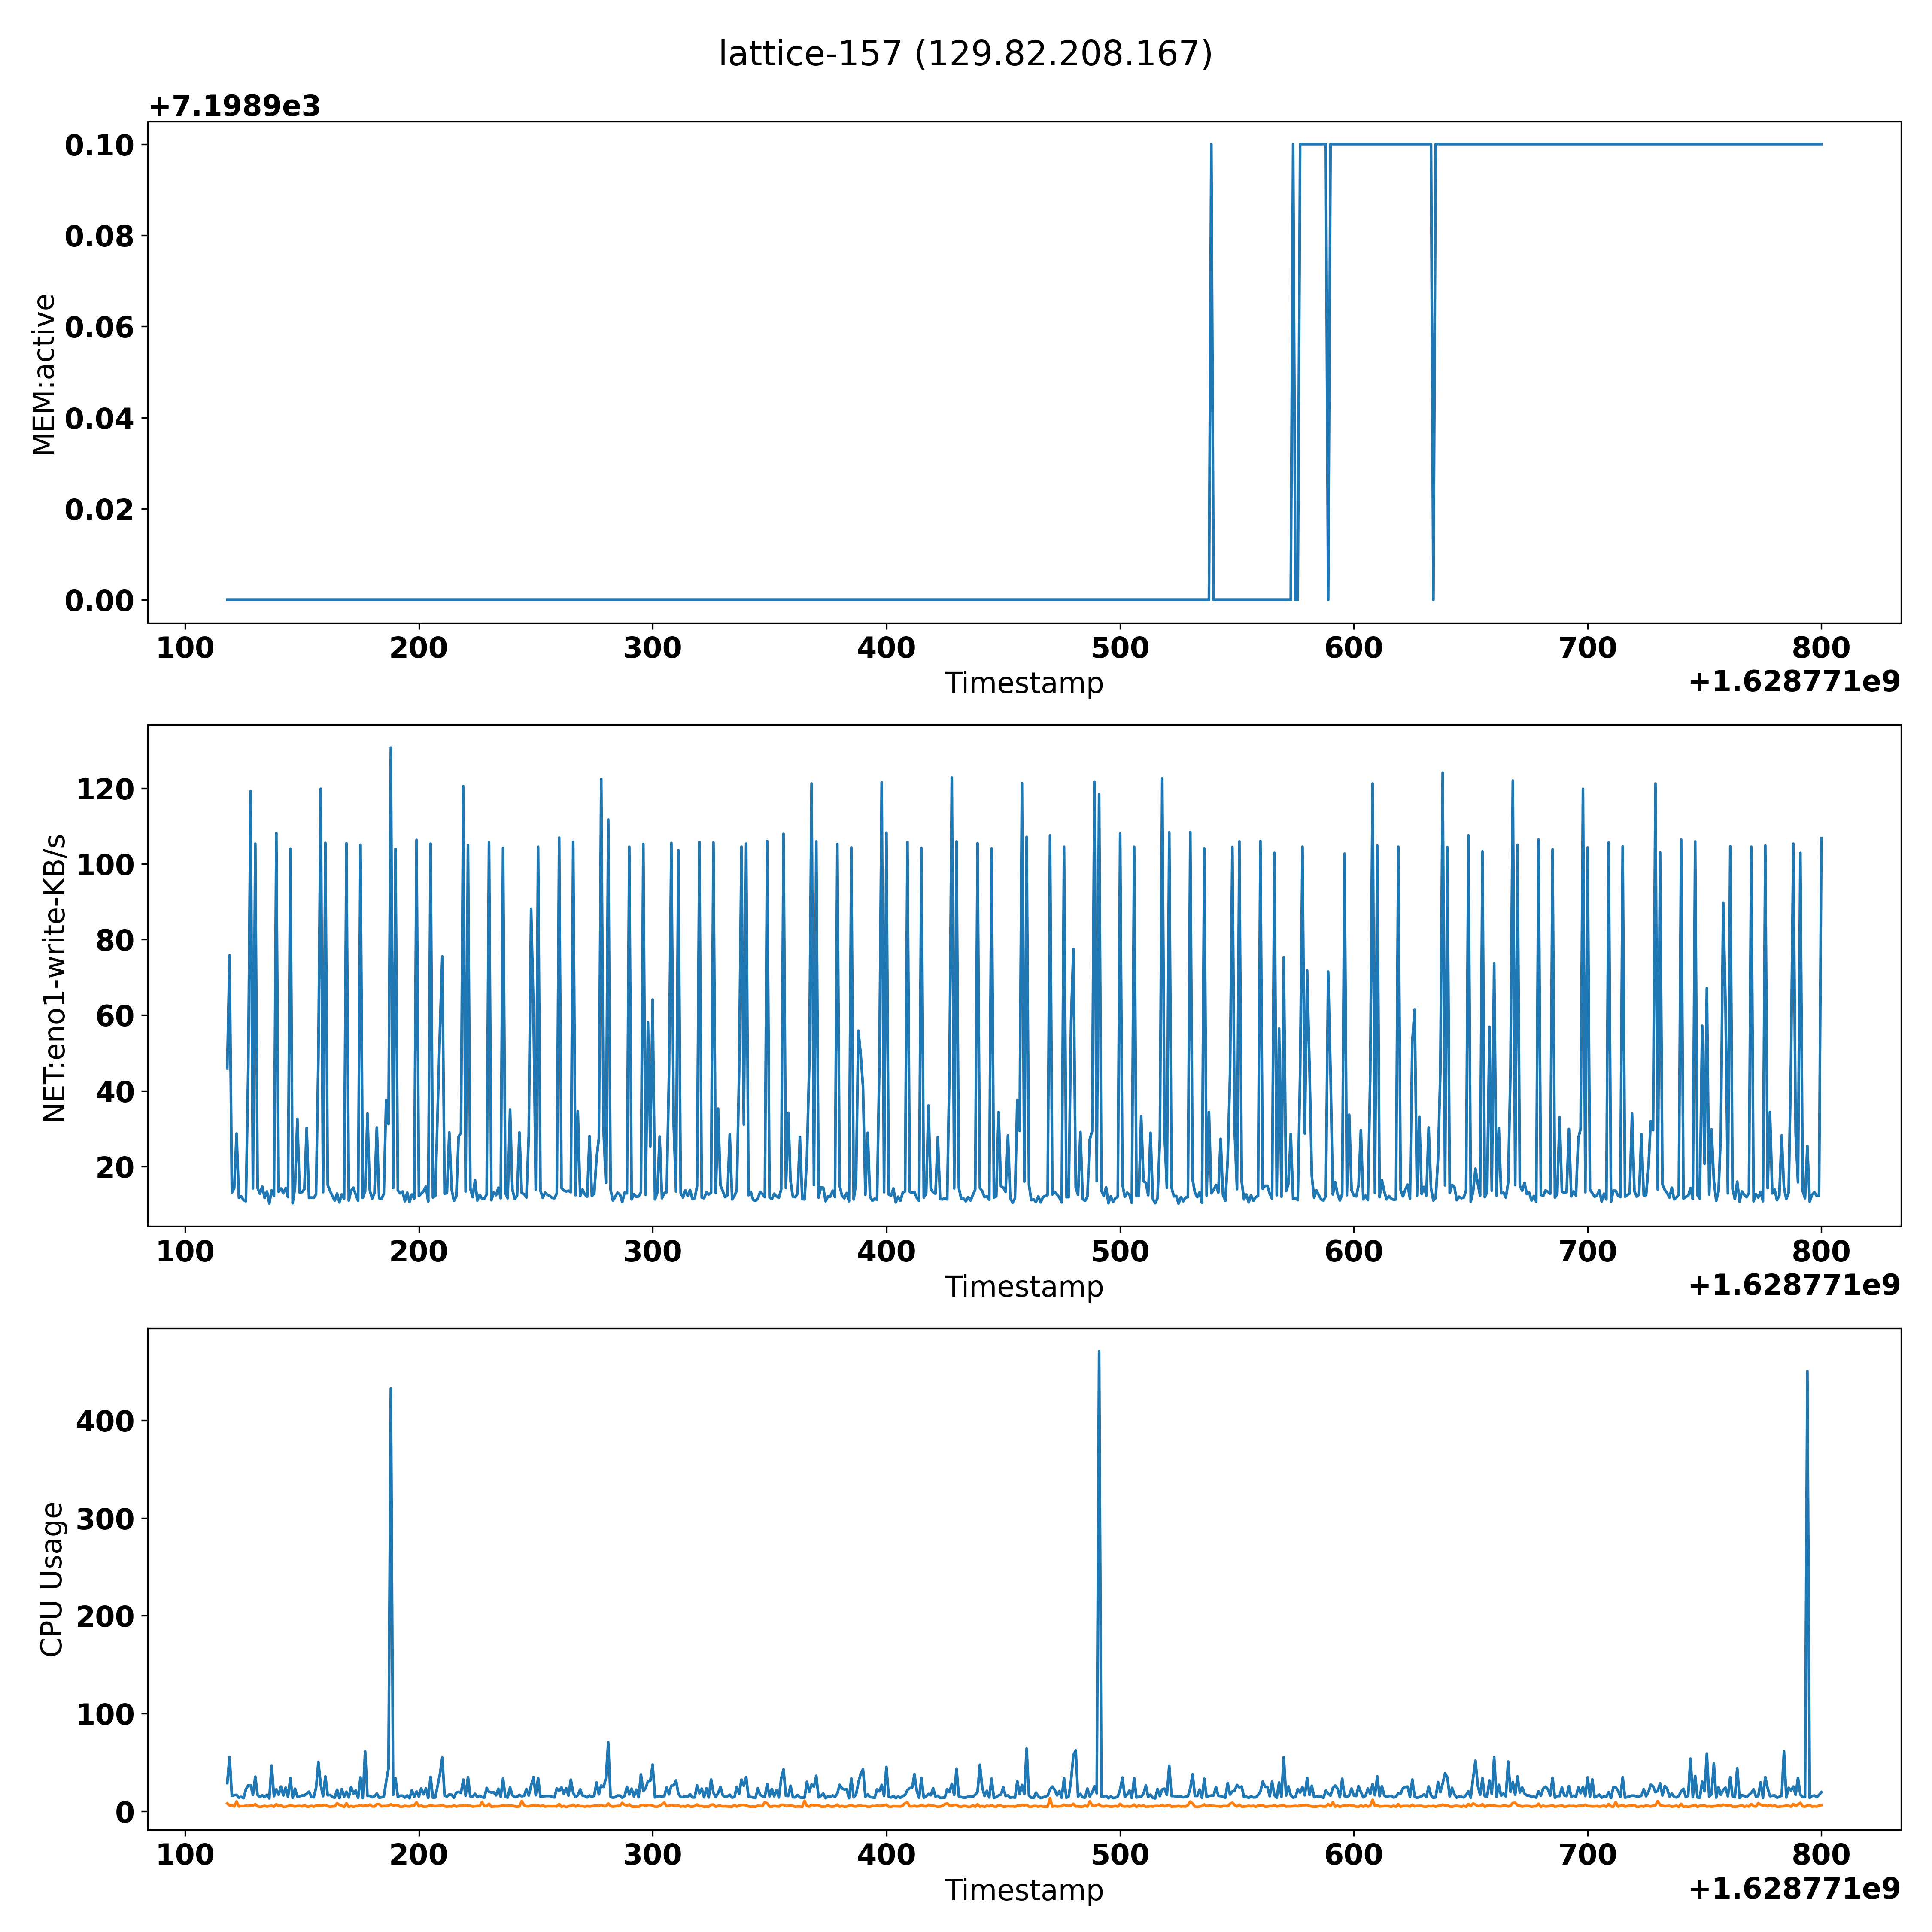 lattice-157 (129.82.208.167)
+7.1989e3
0.10
0.08
0.06
0.04
0.02
0.00
MEM:active
100 200 300 400 500 600 700 800
Timestamp
+1.628771e9
120
100
80
60
40
20
NET:eno1-write-KB/s
100 200 300 400 500 600 700 800
Timestamp
+1.628771e9
400
300
200
100
0
CPU Usage
100 200 300 400 500 600 700 800
Timestamp
+1.628771e9